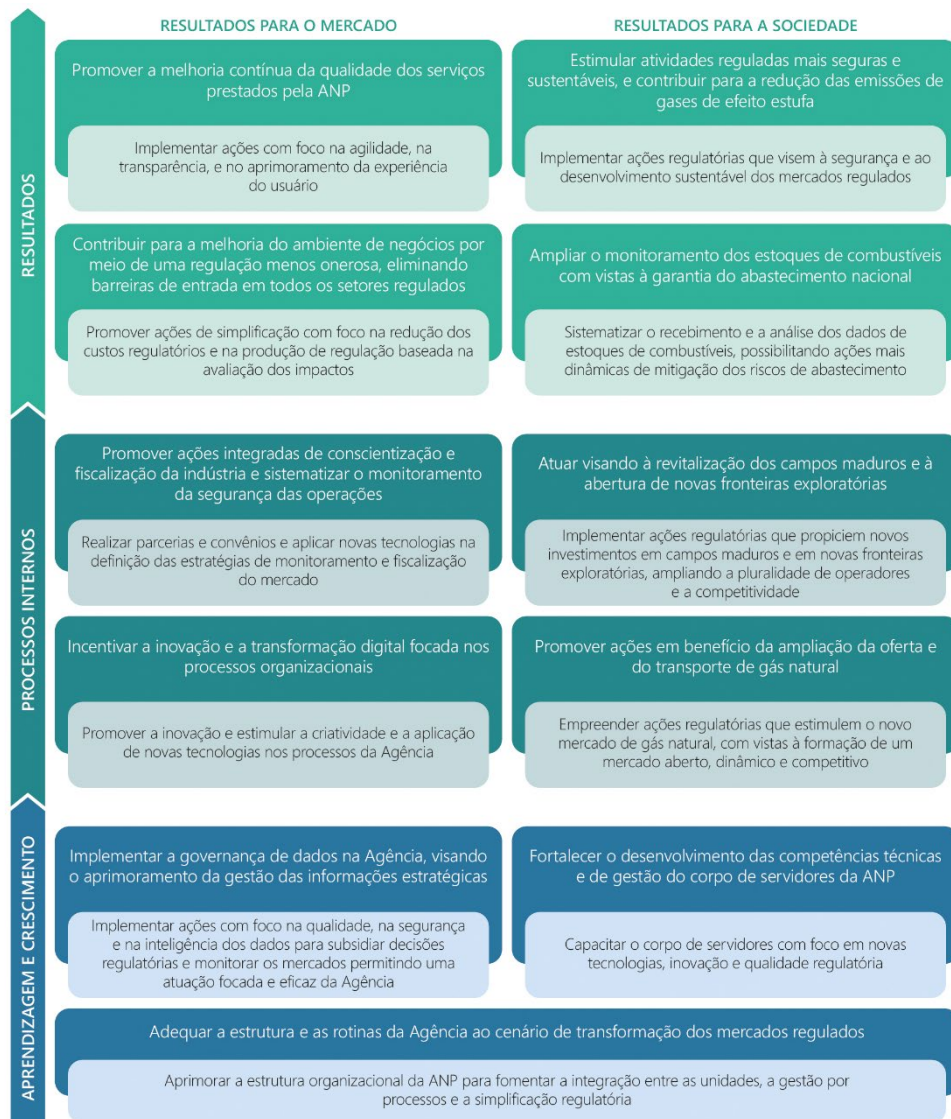 RESULTADOS PARA O MERCADO
RESULTADOS PARA A SOCIEDADE
RESULTADOS
Promover a melhoria contínua da qualidade dos serviços
prestados pela ANP
Implementar ações com foco na agilidade, na
transparência, e no aprimoramento da experiência
do usuário
Estimular atividades reguladas mais seguras e
sustentáveis, e contribuir para a redução das emissões de
gases de efeito estufa
Implementar ações regulatórias que visem à segurança e ao
desenvolvimento sustentável dos mercados regulados
Contribuir para a melhoria do ambiente de negócios por
meio de uma regulação menos onerosa, eliminando
barreiras de entrada em todos os setores regulados
Promover ações de simplificação com foco na redução dos
custos regulatórios e na produção de regulação baseada na
avaliação dos impactos
Ampliar o monitoramento dos estoques de combustíveis
com vistas à garantia do abastecimento nacional
Sistematizar o recebimento e a análise dos dados de
estoques de combustíveis, possibilitando ações mais
dinâmicas de mitigação dos riscos de abastecimento
PROCESSOS INTERNOS
Promover ações integradas de conscientização e
fiscalização da indústria e sistematizar o monitoramento
da segurança das operações
Realizar parcerias e convênios e aplicar novas tecnologias na
definição das estratégias de monitoramento e fiscalização
do mercado
Atuar visando à revitalização dos campos maduros e à
abertura de novas fronteiras exploratórias
Implementar ações regulatórias que propiciem novos
investimentos em campos maduros e em novas fronteiras
exploratórias, ampliando a pluralidade de operadores
e a competitividade
Incentivar a inovação e a transformação digital focada nos
processos organizacionais
Promover a inovação e estimular a criatividade e a aplicação
de novas tecnologias nos processos da Agência
Promover ações em benefício da ampliação da oferta e
do transporte de gás natural
Empreender ações regulatórias que estimulem o novo
mercado de gás natural, com vistas à formação de um
mercado aberto, dinâmico e competitivo
APRENDIZAGEM E CRESCIMENTO
Implementar a governança de dados na Agência, visando
o aprimoramento da gestão das informações estratégicas
Implementar ações com foco na qualidade, na segurança
e na inteligência dos dados para subsidiar decisões
regulatórias e monitorar os mercados permitindo uma
atuação focada e eficaz da Agência
Fortalecer o desenvolvimento das competências técnicas
e de gestão do corpo de servidores da ANP
Capacitar o corpo de servidores com foco em novas
tecnologias, inovação e qualidade regulatória
Adequar a estrutura e as rotinas da Agência ao cenário de transformação dos mercados regulados
Aprimorar a estrutura organizacional da ANP para fomentar a integração entre as unidades, a gestão por
processos e a simplificação regulatória